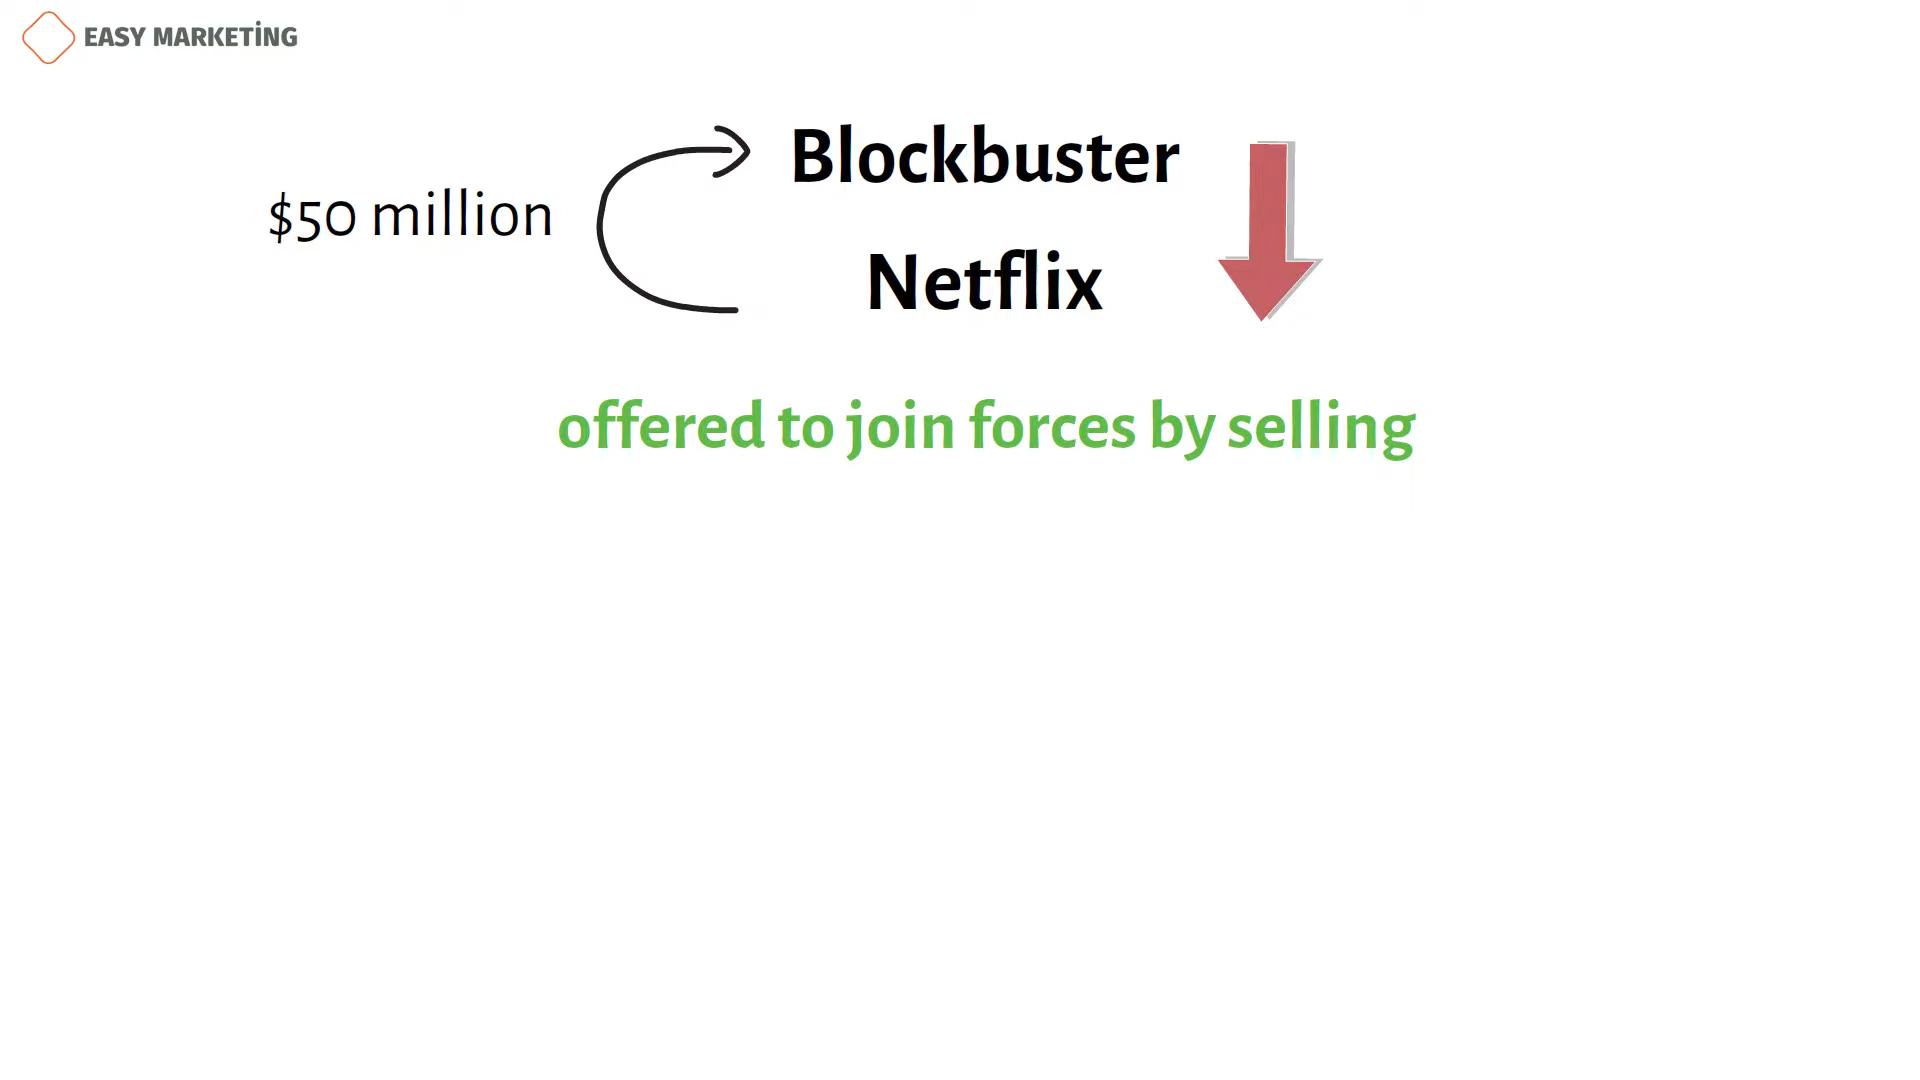 EASY MARKETİNG
Blockbuster
$50 million
Netflix
offered to join forces by selling